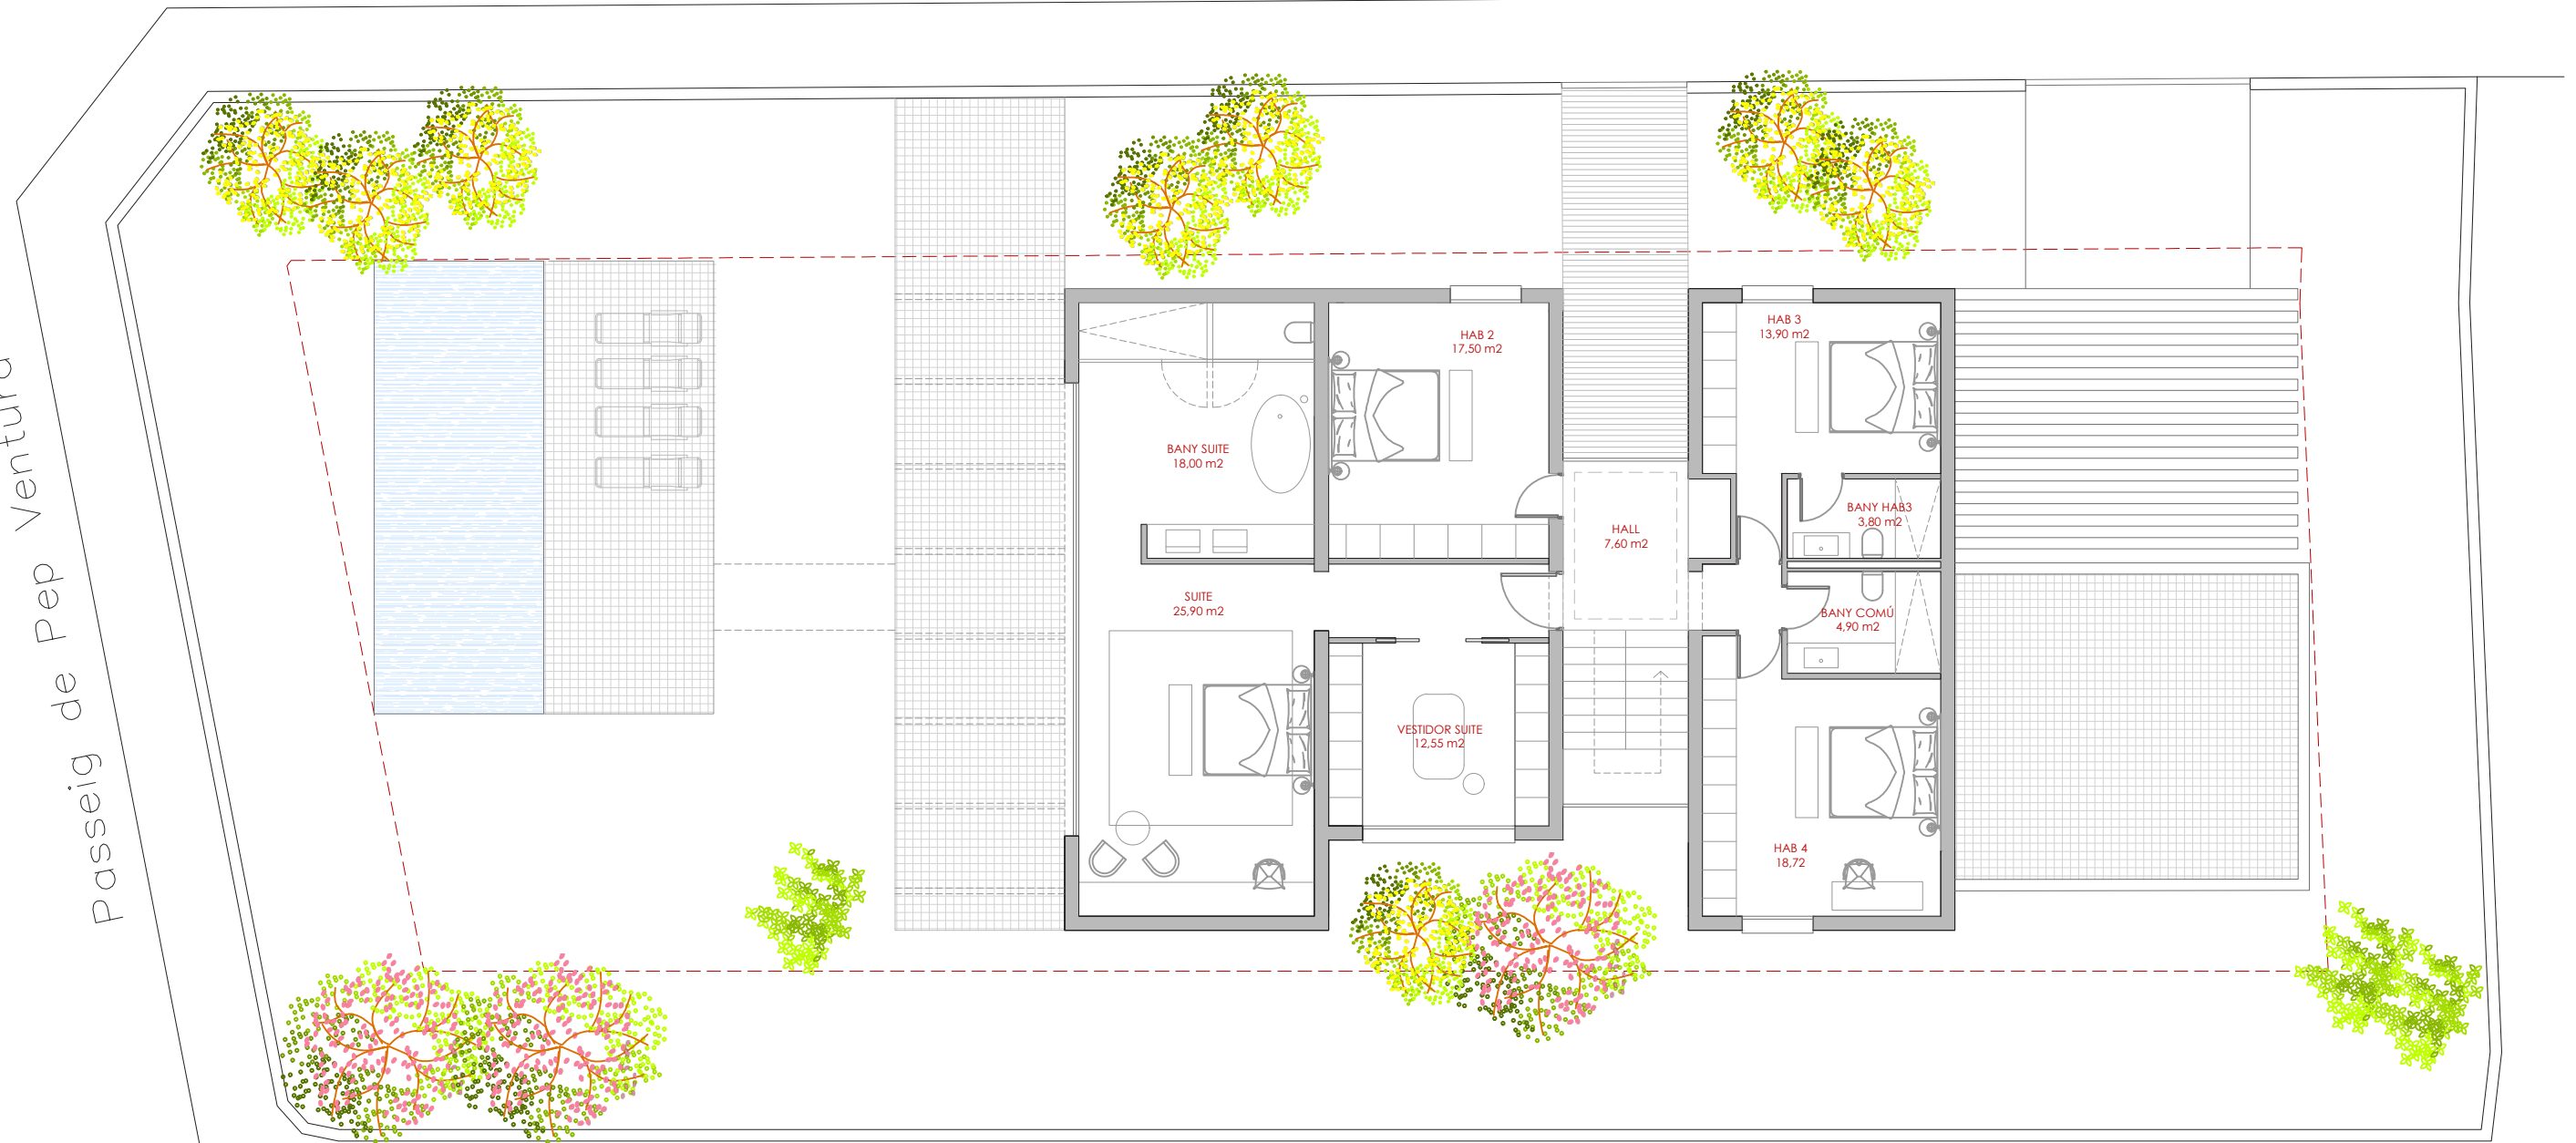 Passeig de Pep Ventura
BANY SUITE
18,00 m2
HAB 2
17,50 m2
HAB 3
13,90 m2
BANY HAB3
3,80 m2
HALL
7,60 m2
SUITE
25,90 m2
BANY COMÚ
4,90 m2
VESTIDOR SUITE
12,55 m2
HAB 4
18,72